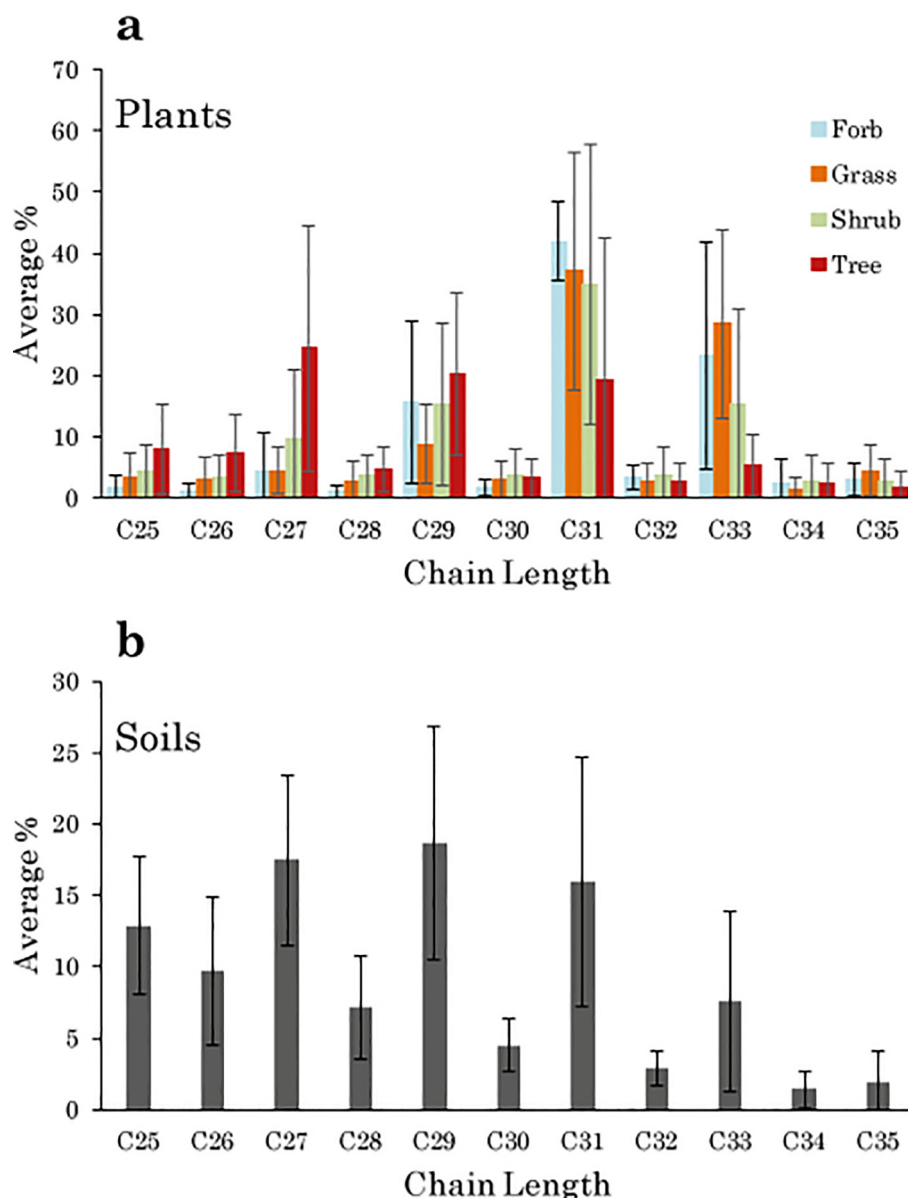 a
70
60
50
40
30
20
10
0
Average %
Plants
Forb
Grass
Shrub
Tree
C25 C26 C27 C28 C29 C30 C31 C32 C33 C34 C35
Chain Length
b
30
25
20
15
10
5
0
Average %
Soils
C25 C26 C27 C28 C29 C30 C31 C32 C33 C34 C35
Chain Length